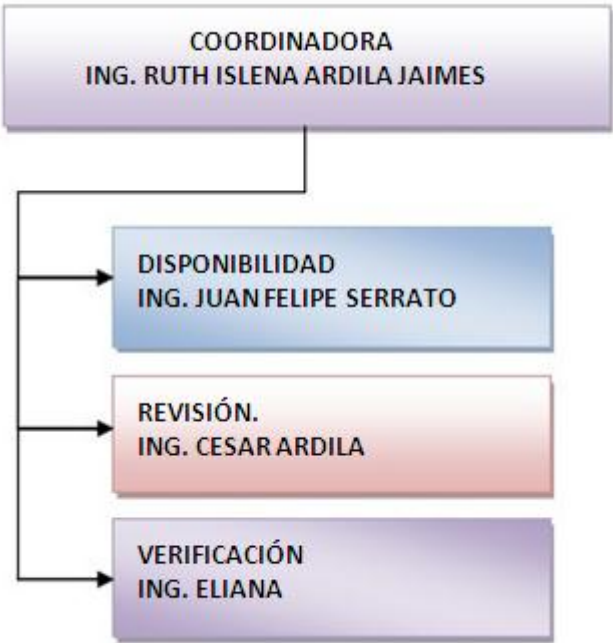 COORDINADORA
ING. RUTH ISLENA ARDILA JAIMES
DISPONIBILIDAD
ING. JUAN FELIPE SERRATO
REVISIÓN.
ING. CESAR ARDILA
VERIFICACIÓN
ING. ELIANA